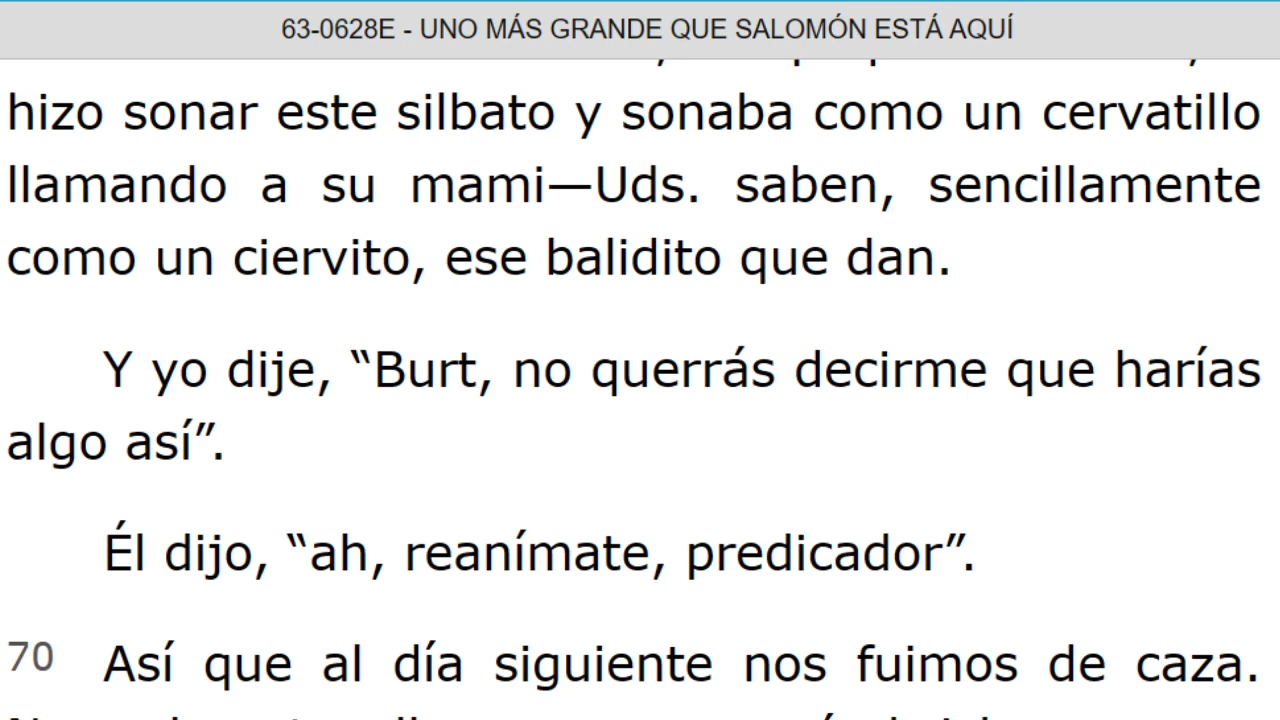 63-0628E - UNO MÁS GRANDE QUE SALOMÓN ESTÁ AQUÍ
hizo sonar este silbato y sonaba como un cervatillo
llamando a su mami—Uds. saben, sencillamente
como un ciervito, ese balidito que dan.
Y yo dije, “Burt, no querrás decirme que harías
algo así”.
Él dijo, “ah, reanímate, predicador”.
70 Así que al día siguiente nos fuimos de caza.